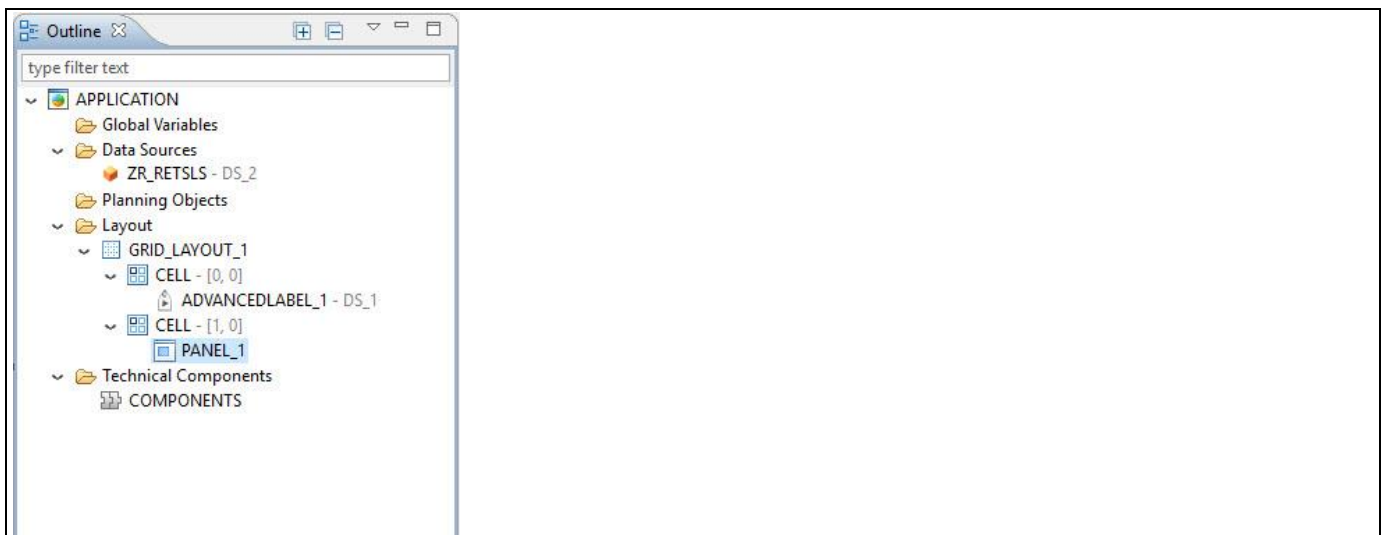 Outline
type filter text
APPLICATION
Global Variables
Data Sources
ZR_RETSLS - DS_2
Planning Objects
Layout
GRID_LAYOUT_1
CELL - [0, 0]
ADVANCEDLABEL_1 - DS_1
CELL - [1, 0]
PANEL_1
Technical Components
COMPONENTS